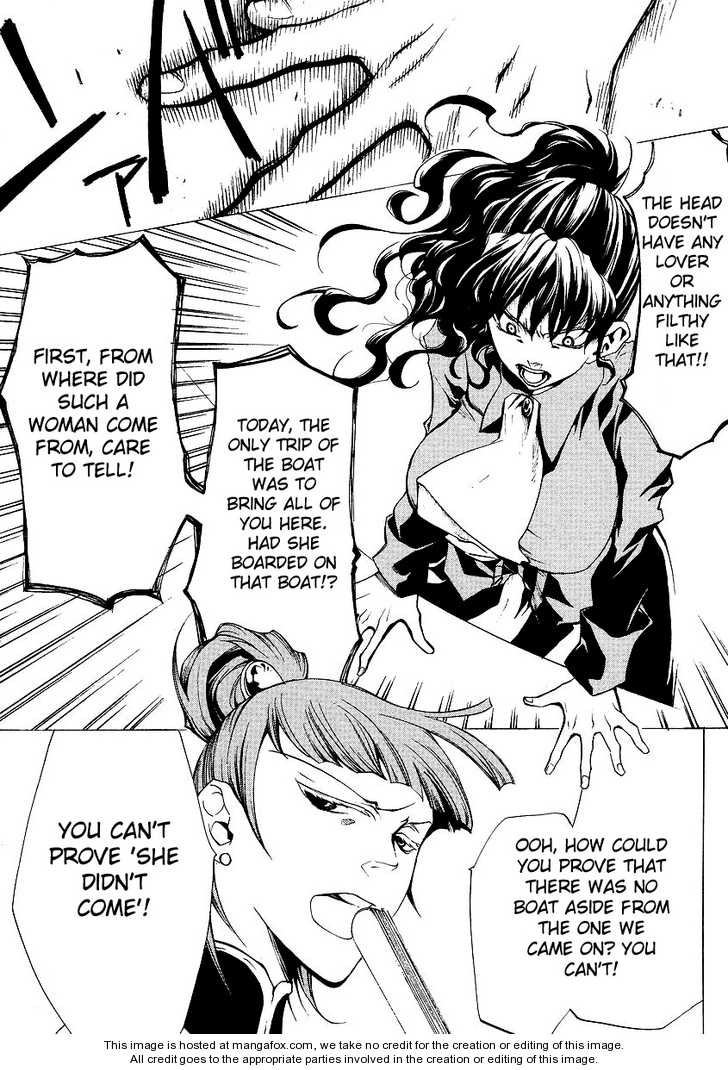 THE HEAD
DOESN'T
HAVE ANY
LOVER
OR
ANYTHING
FILTHY
LIKE
THAT!!
TODAY, THE
ONLY TRIP OF
THE BOAT
WAS TO
BRING ALL OF
YOU HERE.
HAD SHE
BOARDED ON
THAT BOAT!?
FIRST, FROM
WHERE DID
SUCH A
WOMAN COME
FROM, CARE
TO TELL!
OOH, HOW COULD
YOU PROVE THAT
THERE WAS NO
BOAT ASIDE FROM
THE ONE WE
CAME ON? YOU
CAN'T!
YOU CAN'T
PROVE 'SHE
DIDN'T
COME'!
This image is hosted at mangafox.com, we take no credit for the creation or editing of this image.
All credit goes to the appropriate parties involved in the creation or editing of this image.